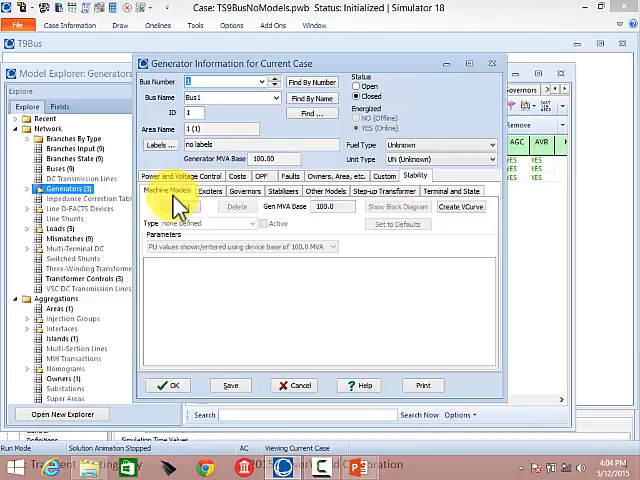 Case: TS9BusNoModels.pwb Status: Initialized | Simulator 18
File
Case Information
Draw
Onelines
Tools
Options
Add Ons
Window
T9Bus
Model Explorer: Generators
Explore
Explore
Fields
Recent
Network
Branches By Type
Branches Input (9)
Branches State (9)
Buses (9)
DC Transmission Lines
Generators (3)
Impedance Correction Table
Line Shunts
Line D-FACTS Devices
Loads (3)
Mismatches (9)
Multi-Terminal DC
Switched Shunts
Three-Winding Transformer
Transformer Controls (3)
VSC DC Transmission Lines
Aggregations
Areas (1)
Injection Groups
Interfaces
Islands (1)
Multi-Section Lines
MW Transactions
Nomograms
Owners (1)
Substations
Super Areas
Open New Explorer
Generator Information for Current Case
Bus Number
1
Find By Number
Bus Name
Bus1
Find By Name
ID
1
Find ...
Area Name
1 (1)
Labels ...
no labels
Generator MVA Base
100.00
Status
Open
Closed
Energized
NO (Offline)
YES (Online)
Fuel Type
Unknown
Unit Type
UN (Unknown)
Power and Voltage Control
Costs
OPF
Faults
Owners, Area, etc.
Custom
Stability
Machine Models
Exciters
Governors
Stabilizers
Other Models
Step-up Transformer
Terminal and State
Delete
Gen MVA Base
100.0
Show Block Diagram
Create VCurve
Type
none defined
Active
Set to Defaults
Parameters
PU values shown/entered using device base of 100.0 MVA
OK
Save
Cancel
Help
Print
Governors
Remove
AGC
AVR
YES
YES
YES
YES
YES
YES
Search
Search Now
Options
Simulation Time Values
Run Mode
Solution Animation Stopped
AC
Viewing Current Case
4:04 PM
5/12/2015